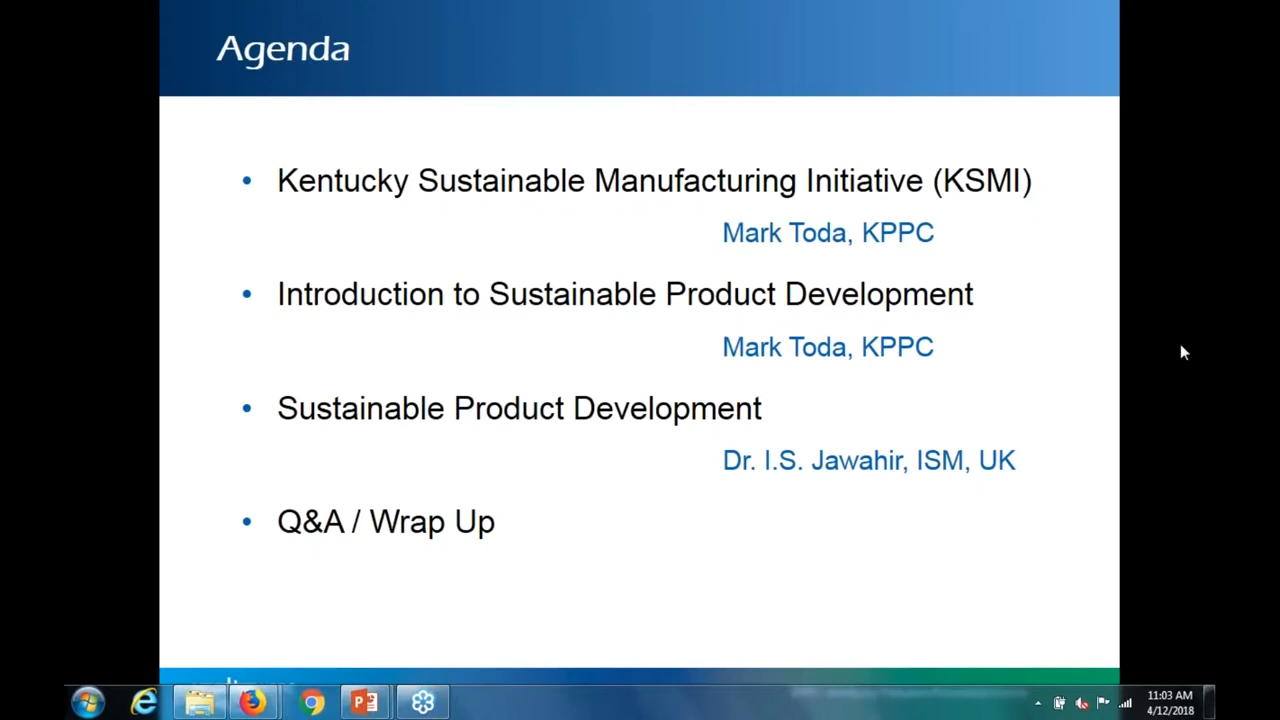 Agenda
• Kentucky Sustainable Manufacturing Initiative (KSMI)
Mark Toda, KPPC
• Introduction to Sustainable Product Development
Mark Toda, KPPC
• Sustainable Product Development
Dr. I.S. Jawahir, ISM, UK
• Q&A / Wrap Up
11:03 AM
4/12/2018